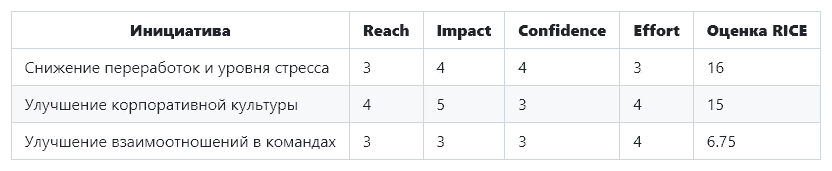 Инициатива Reach Impact Confidence Effort Оценка RICE
Снижение переработок и уровня стресса 3 4 4 3 16
Улучшение корпоративной культуры 4 5 3 4 15
Улучшение взаимоотношений в командах 3 3 3 4 6.75